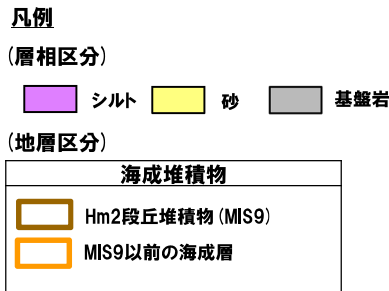 凡例
(層相区分)
シルト 砂 基盤岩
(地層区分)
海成堆積物
Hm2段丘堆積物(MIS9)
MIS9以前の海成層